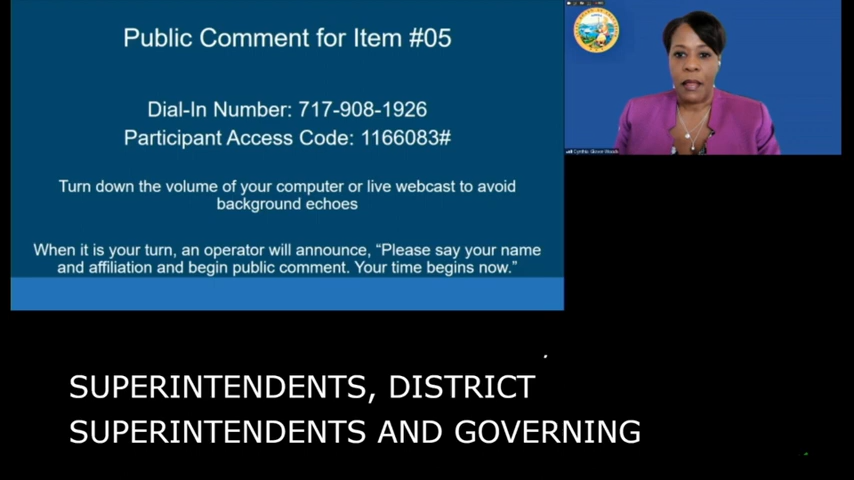 Public Comment for Item #05
Dial-In Number: 717-908-1926
Participant Access Code: 1166083#
Turn down the volume of your computer or live webcast to avoid
background echoes
When it is your turn, an operator will announce, “Please say your name
and affiliation and begin public comment. Your time begins now.”
Cynthia Glover Woods
SUPERINTENDENTS, DISTRICT
SUPERINTENDENTS AND GOVERNING